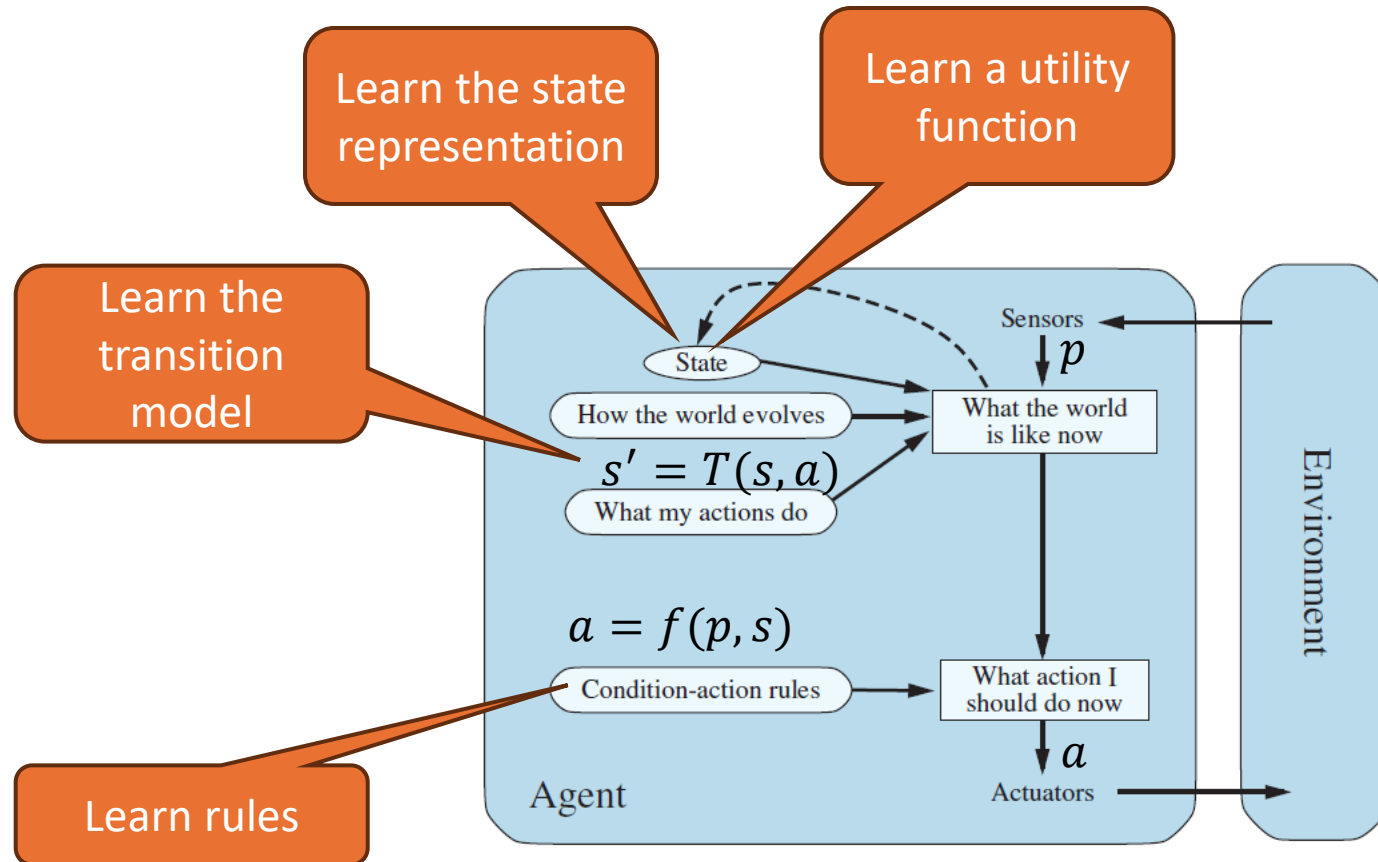 Learn the state
representation
Learn a utility
function
Learn the
transition
model
Sensors
p
State
How the world evolves
What the world
is like now
s′ = T(s, a)
What my actions do
Environment
a = f(p, s)
Condition-action rules
What action I
should do now
a
Learn rules
Agent
Actuators